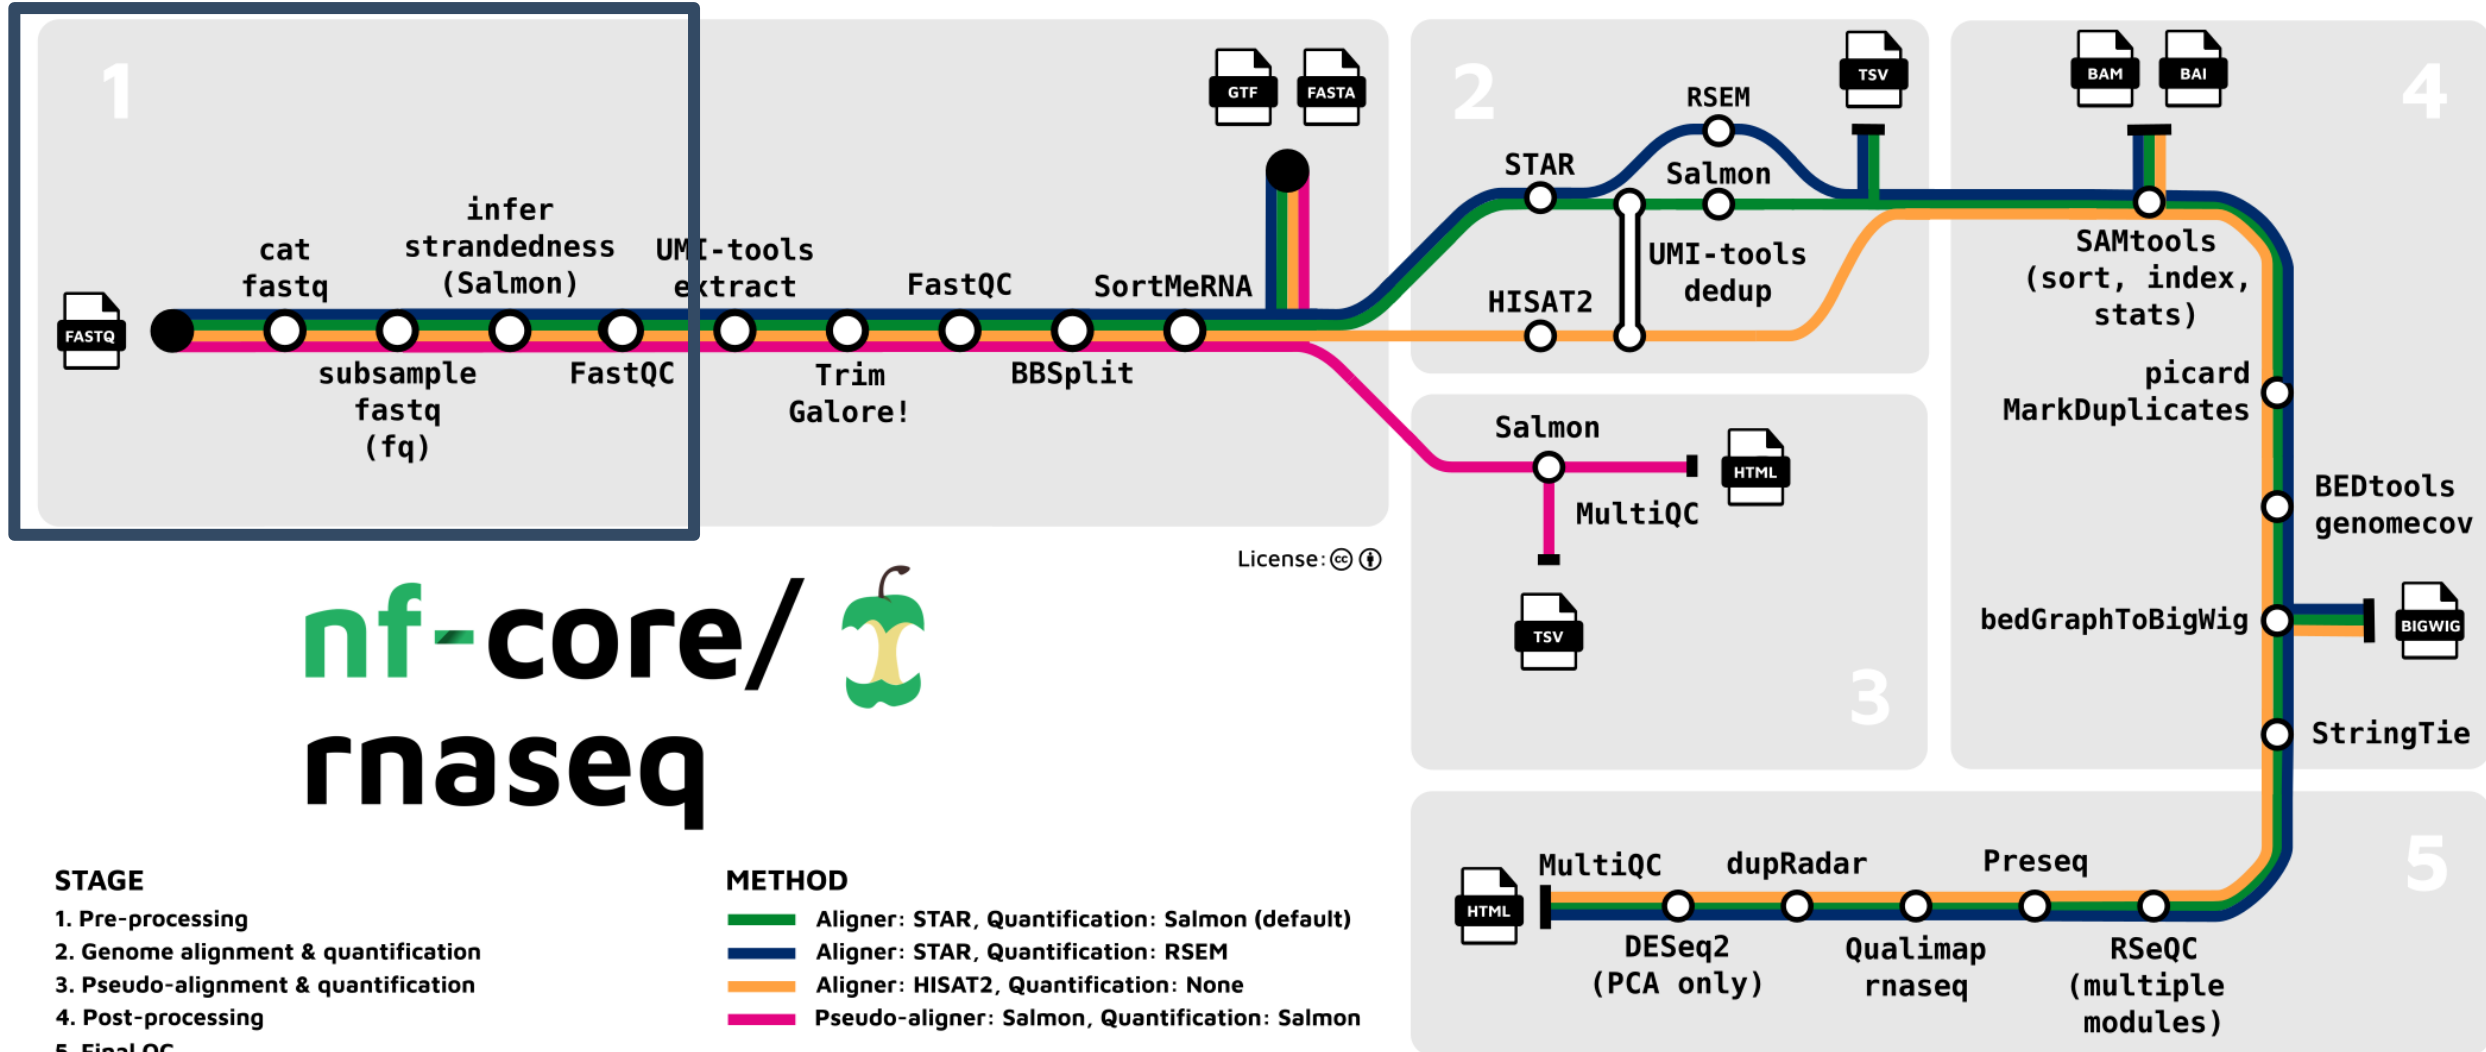 1
GTF
FASTA
infer
strandedness
(Salmon)
cat
fastq
UMI-tools
extract
FastQC
SortMeRNA
FASTQ
subsample
fastq
(fq)
FastQC
Trim
Galore!
BBSplit
2
TSV
RSEM
STAR
Salmon
UMI-tools
dedup
HISAT2
Salmon
HTML
MultiQC
TSV
3
BAM
BAI
4
SAMtools
(sort, index,
stats)
picard
MarkDuplicates
BEDtools
genomecov
bedGraphToBigWig
BIGWIG
StringTie
5
MultiQC
dupRadar
Preseq
HTML
DESeq2
(PCA only)
Qualimap
rnaseq
RSeQC
(multiple
modules)
License: cc
nf-core/
rnaseq
STAGE
1. Pre-processing
2. Genome alignment & quantification
3. Pseudo-alignment & quantification
4. Post-processing
5. Final QC
METHOD
Aligner: STAR, Quantification: Salmon (default)
Aligner: STAR, Quantification: RSEM
Aligner: HISAT2, Quantification: None
Pseudo-aligner: Salmon, Quantification: Salmon